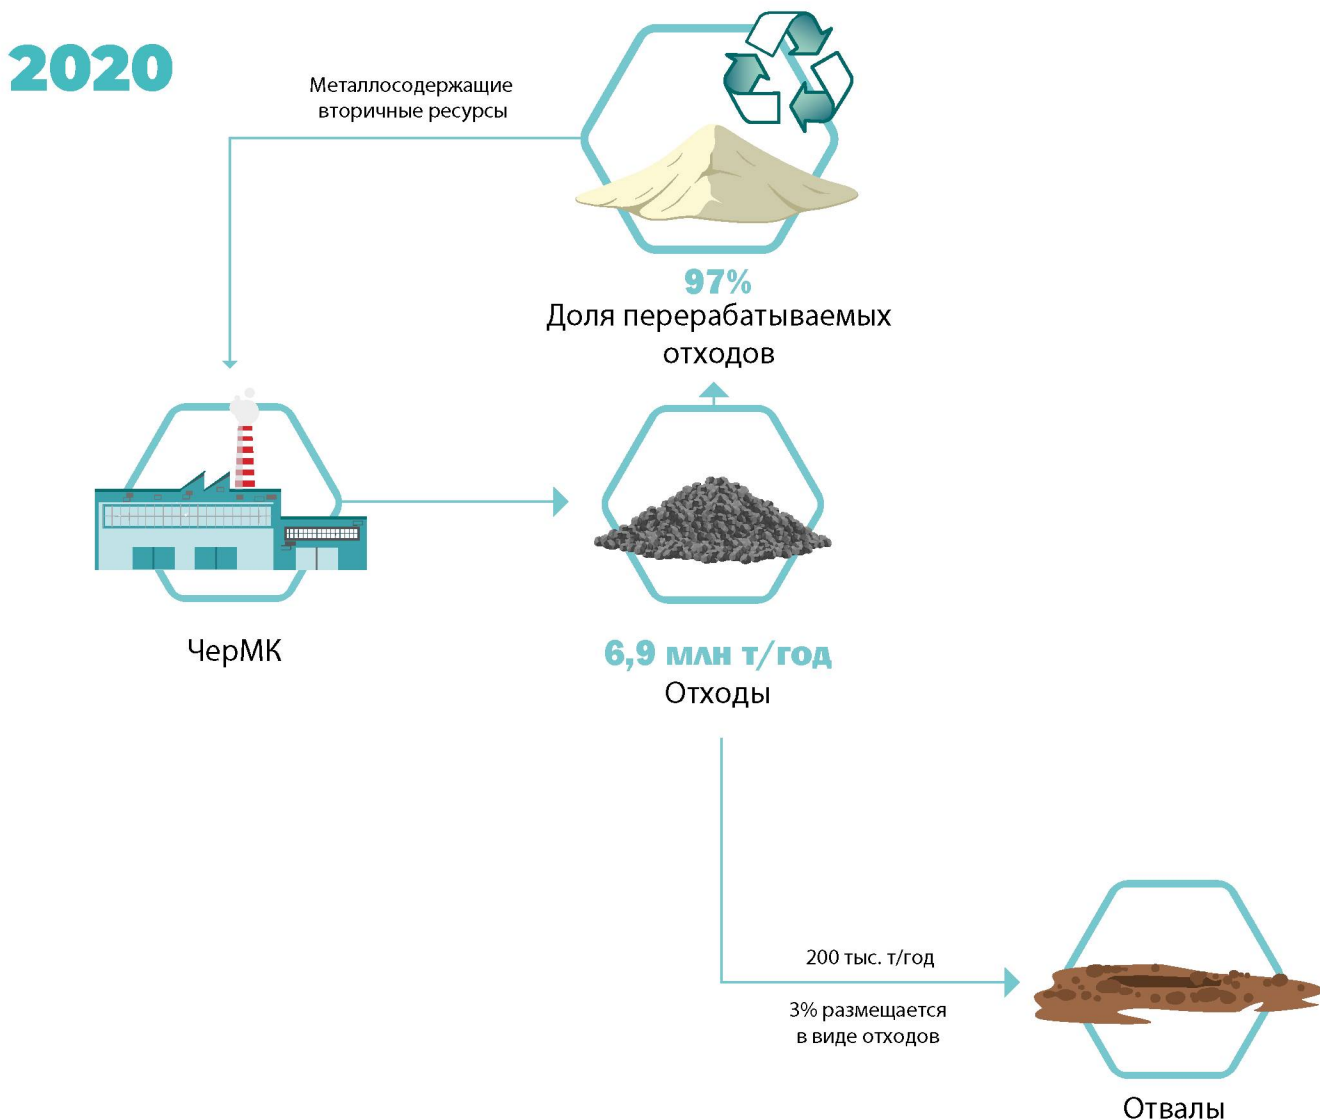 2020
Металлосодержащие
вторичные ресурсы
97%
Доля перерабатываемых
отходов
ЧерМК
6,9 млн т/год
Отходы
200 тыс. т/год
3% размещается
в виде отходов
Отвалы